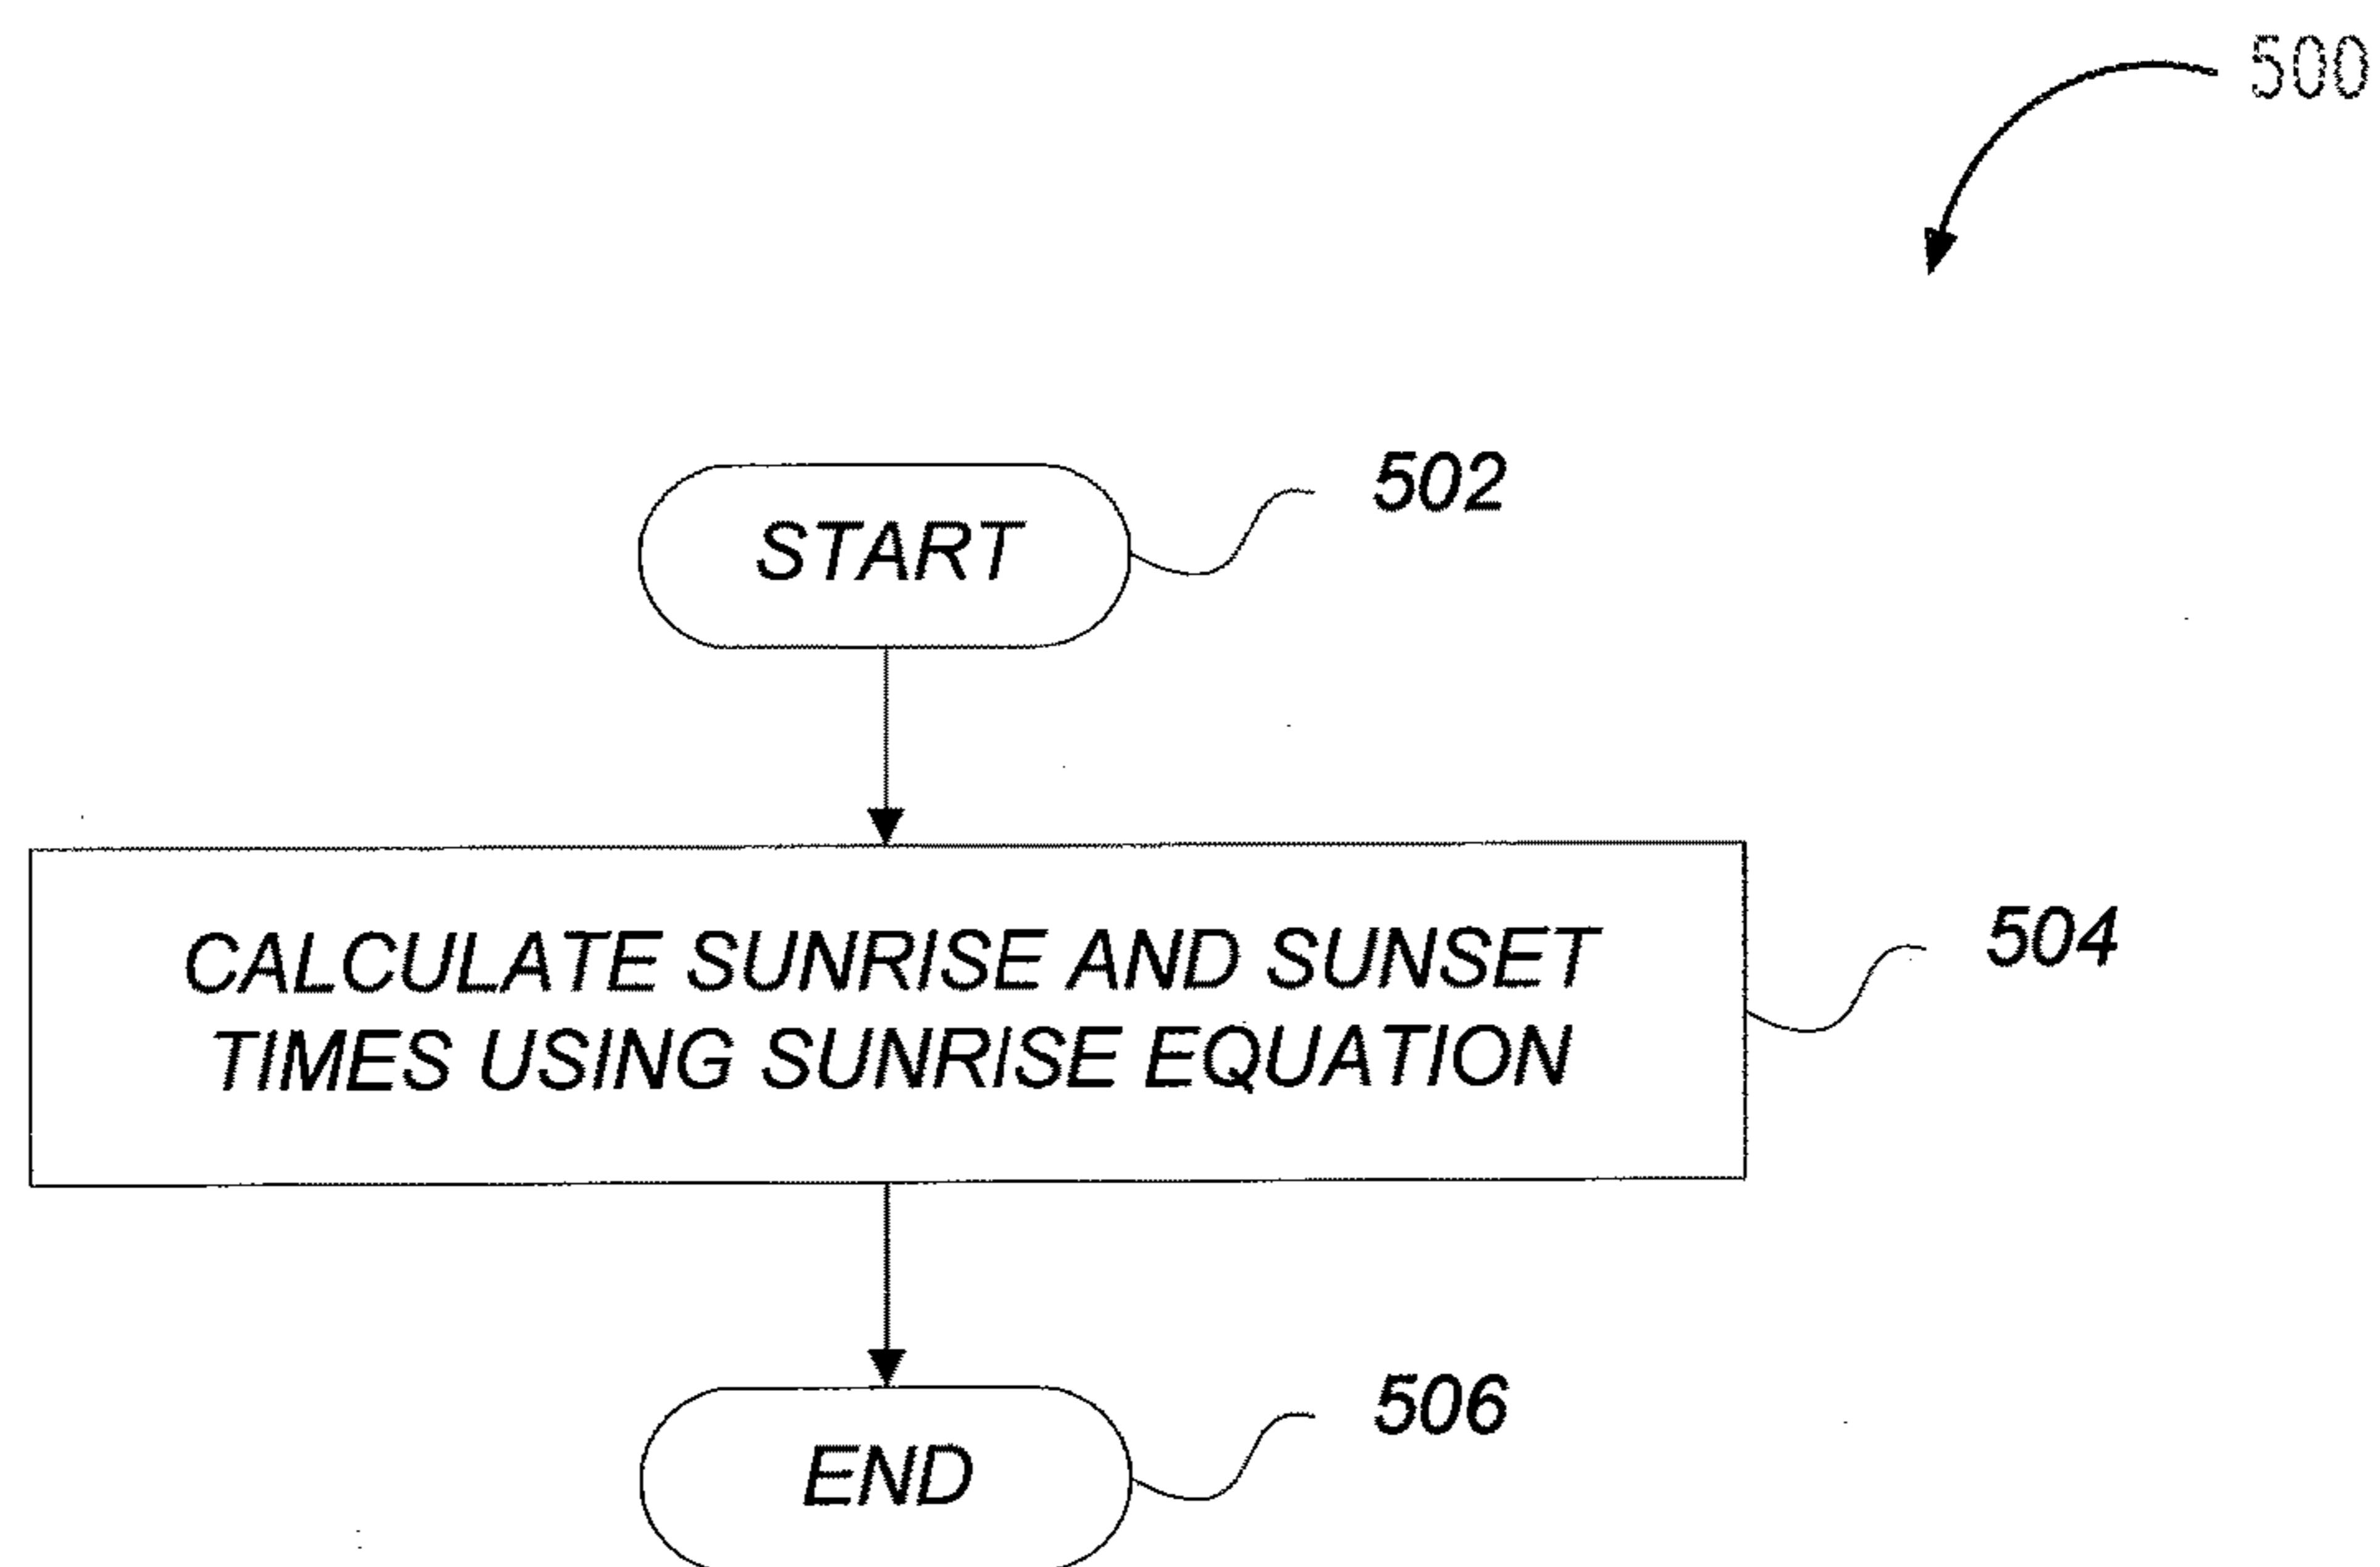 500
502
START
504
CALCULATE SUNRISE AND SUNSET
TIMES USING SUNRISE EQUATION
506
END